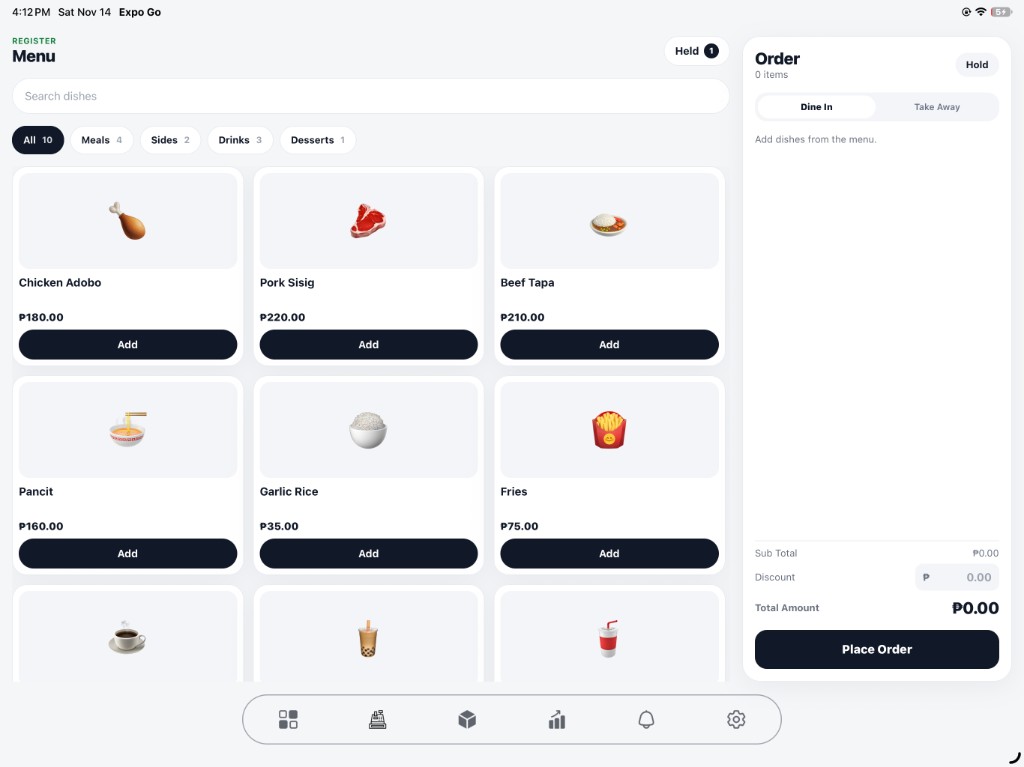 4:12 PM Sat Nov 14 Expo Go
5
REGISTER
Menu
Held 1
Search dishes
All 10
Meals 4
Sides 2
Drinks 3
Desserts 1
Chicken Adobo
₱180.00
Add
Pork Sisig
₱220.00
Add
Beef Tapa
₱210.00
Add
Pancit
₱160.00
Add
Garlic Rice
₱35.00
Add
Fries
₱75.00
Add
Order
0 items
Hold
Dine In
Take Away
Add dishes from the menu.
Sub Total ₱0.00
Discount ₱ 0.00
Total Amount ₱0.00
Place Order